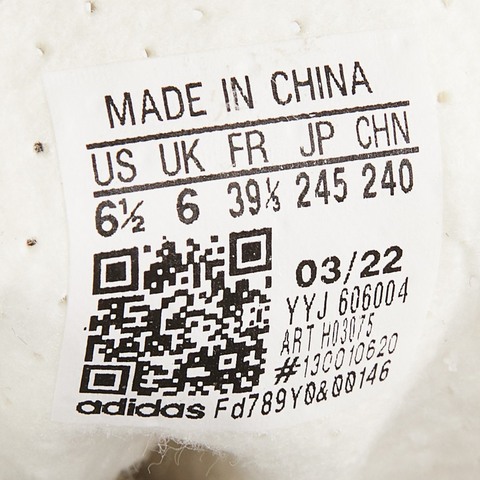 MADE IN CHINA
US UK FR JP CHN
6½ 6 39⅓ 245 240
03/22
YYJ 606004
ART H03075
#130010620
adidas Fd789Y0&00146